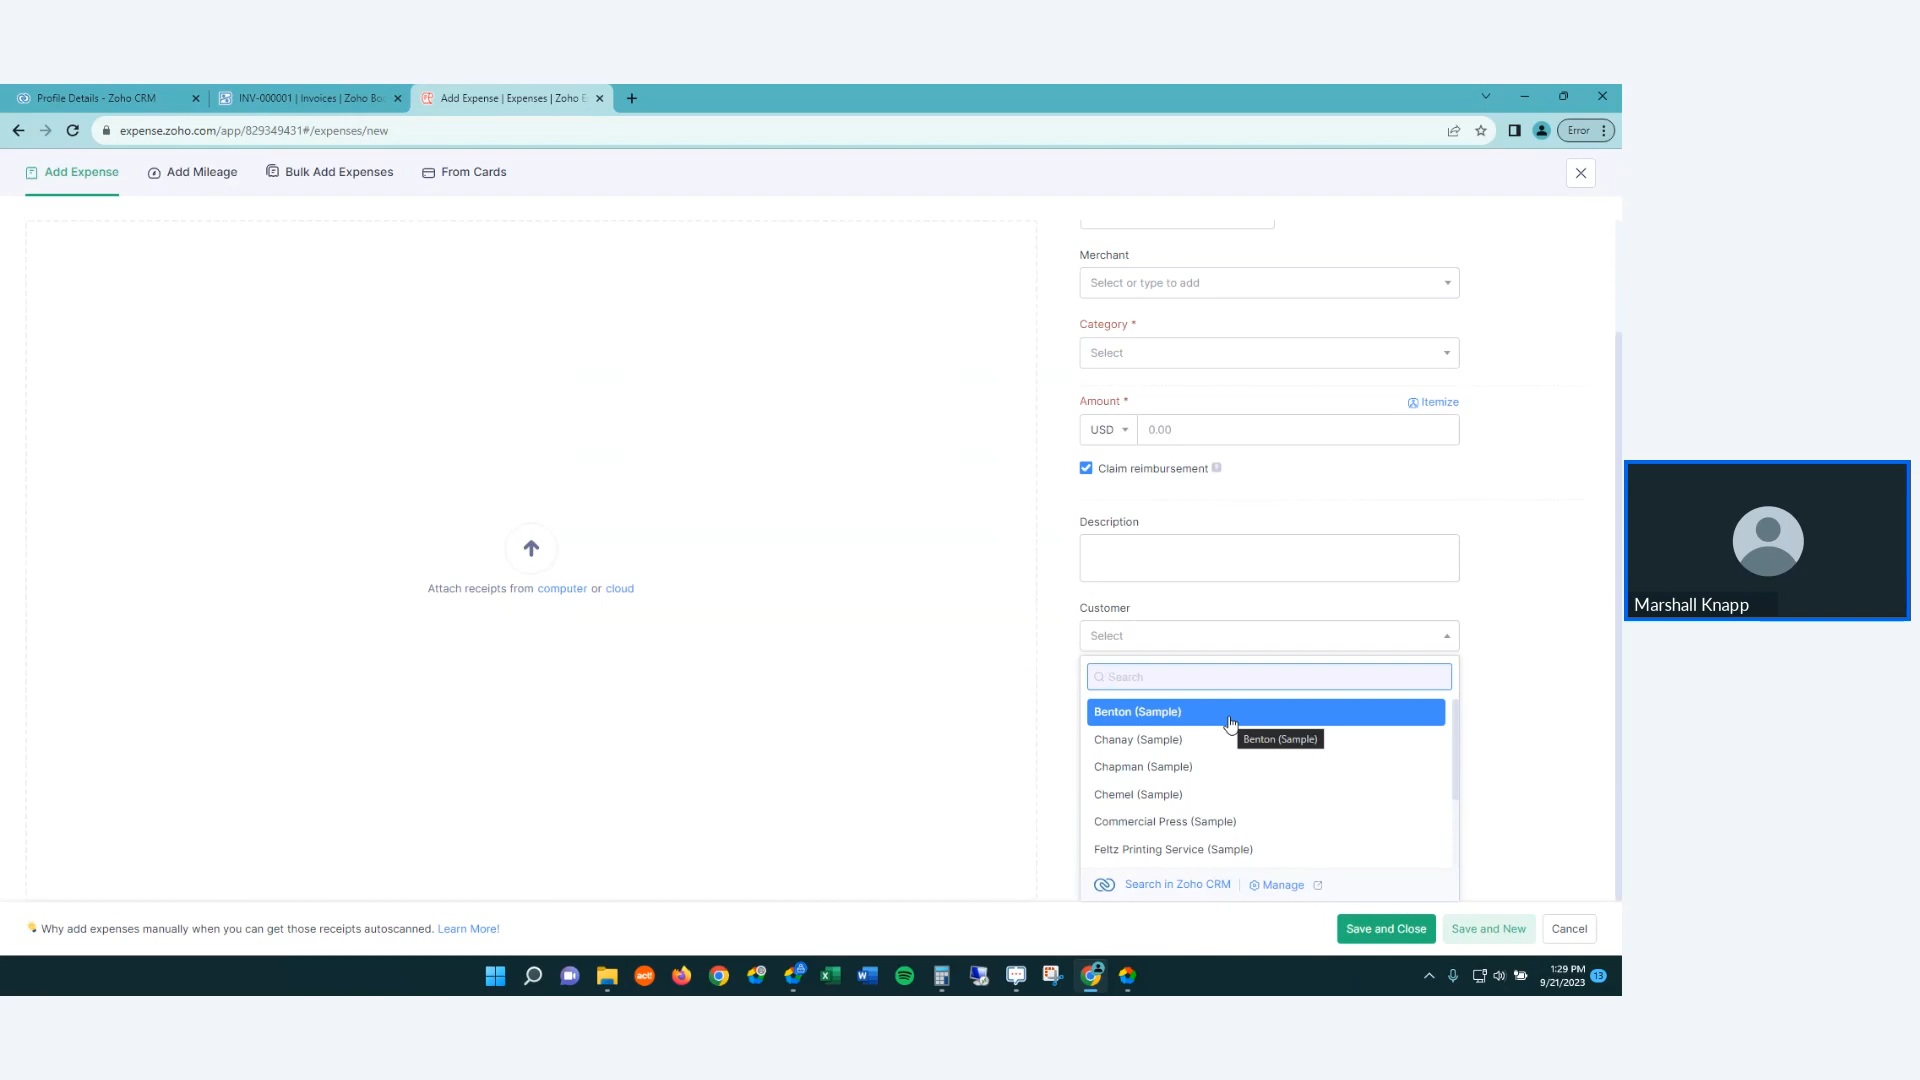 Profile Details - Zoho CRM
INV-000001 | Invoices | Zoho Boo
Add Expense | Expenses | Zoho E
expense.zoho.com/app/829349431#/expenses/new
Error
Add Expense
Add Mileage
Bulk Add Expenses
From Cards
Merchant
Select or type to add
Category *
Select
Amount *
Itemize
USD
0.00
Claim reimbursement
Attach receipts from computer or cloud
Description
Customer
Select
Search
Benton (Sample)
Benton (Sample)
Chanay (Sample)
Chapman (Sample)
Chemel (Sample)
Commercial Press (Sample)
Feltz Printing Service (Sample)
Search in Zoho CRM
Manage
Why add expenses manually when you can get those receipts autoscanned. Learn More!
Save and Close
Save and New
Cancel
act!
1:29 PM
9/21/2023
13
Marshall Knapp